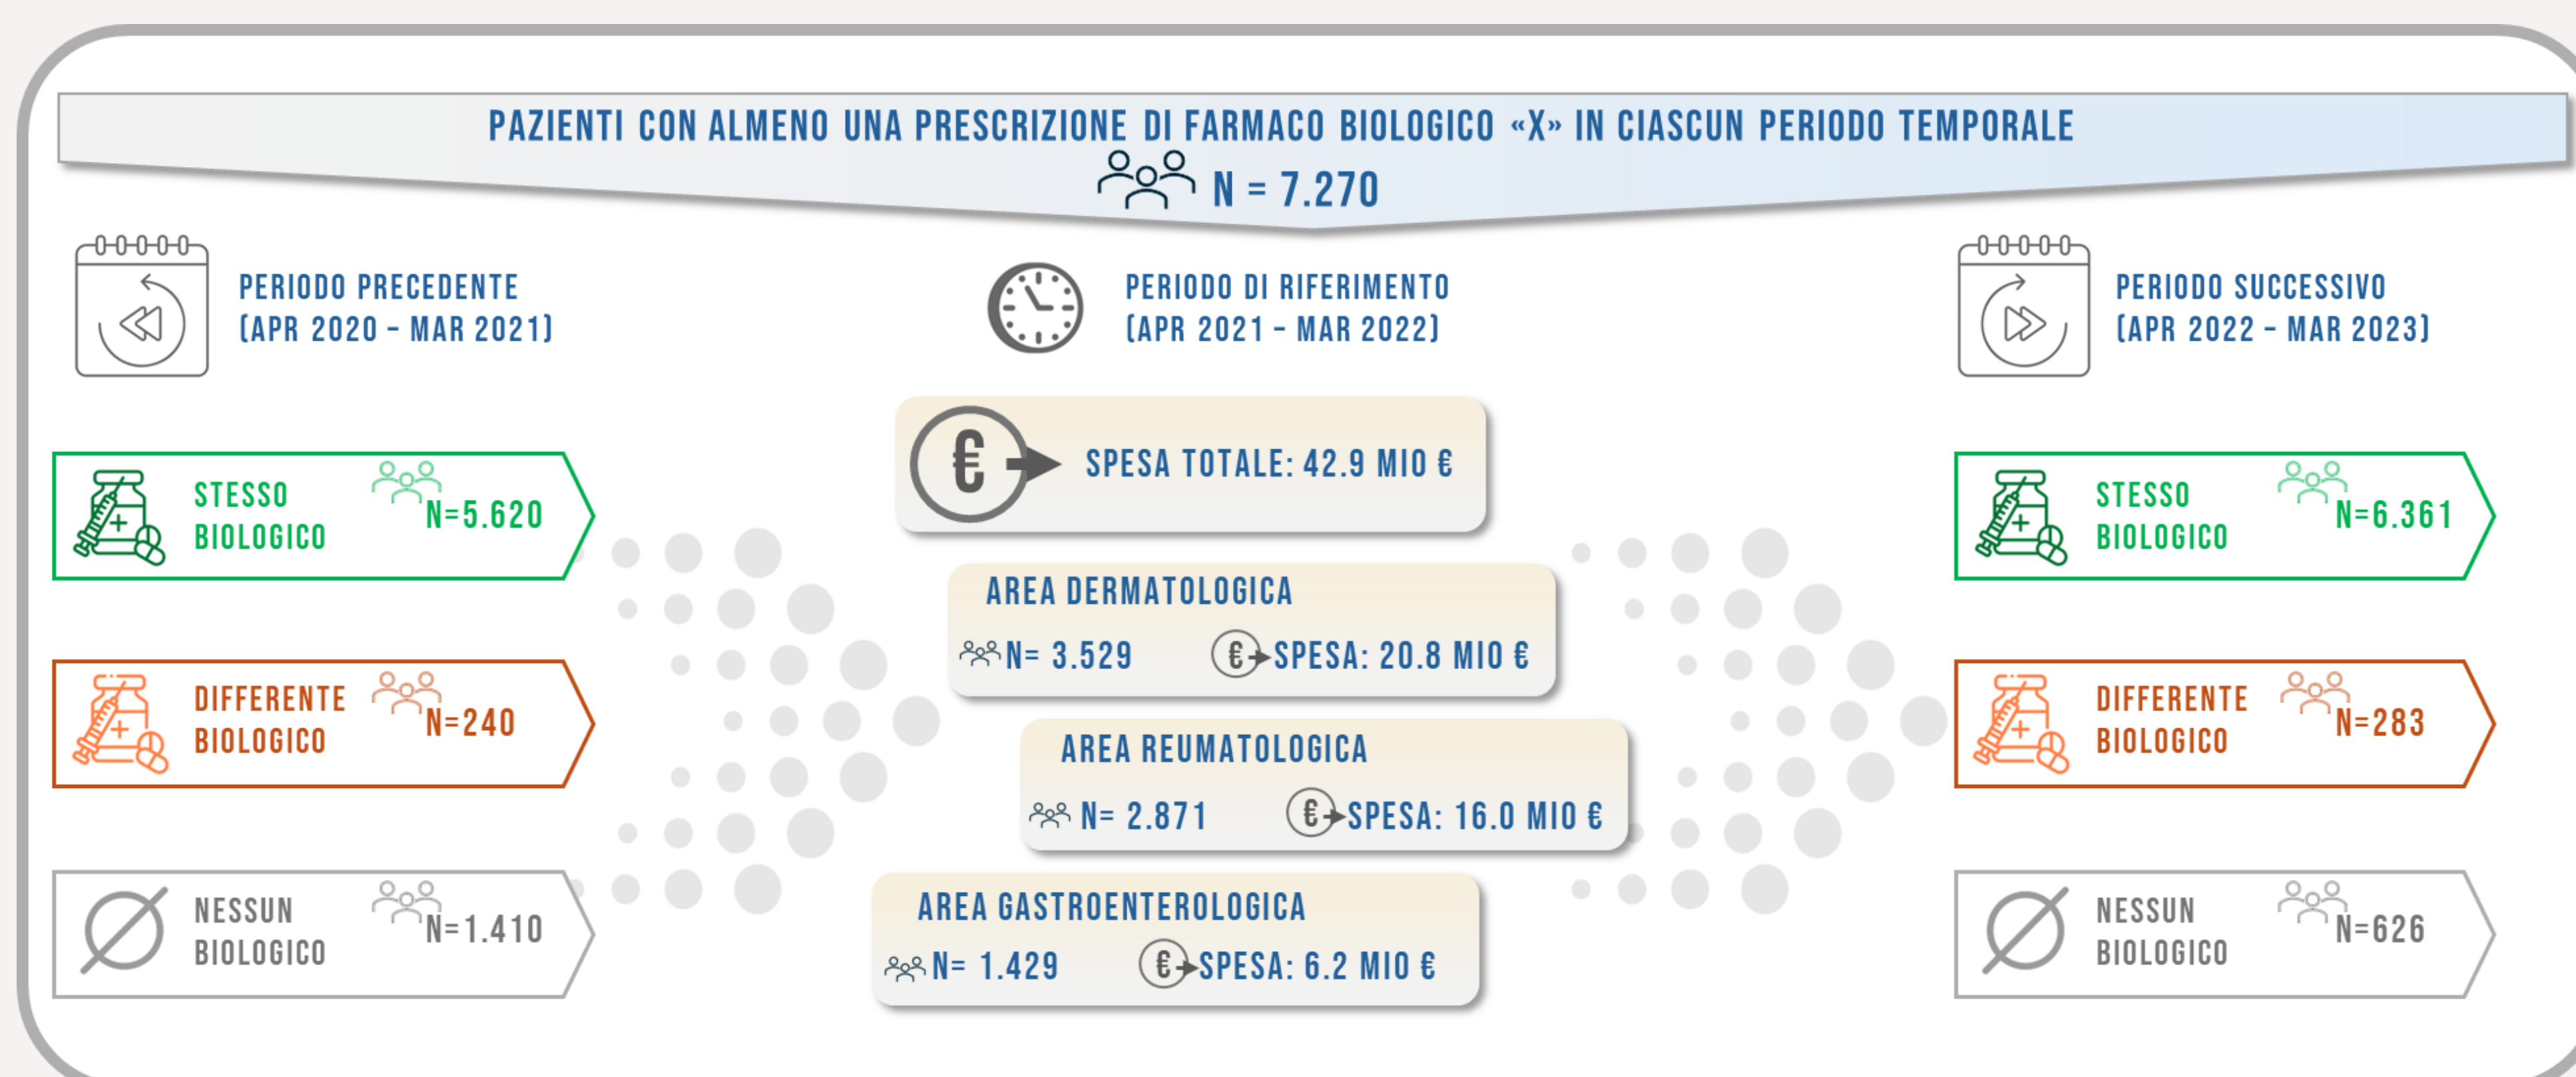 PAZIENTI CON ALMENO UNA PRESCRIZIONE DI FARMACO BIOLOGICO «X» IN CIASCUN PERIODO TEMPORALE
N = 7.270
PERIODO PRECEDENTE
(APR 2020 – MAR 2021)
STESSO
BIOLOGICO
N=5.620
DIFFERENTE
BIOLOGICO
N=240
NESSUN
BIOLOGICO
N=1.410
PERIODO DI RIFERIMENTO
(APR 2021 – MAR 2022)
€ SPESA TOTALE: 42.9 MIO €
AREA DERMATOLOGICA
N= 3.529 € SPESA: 20.8 MIO €
AREA REUMATOLOGICA
N= 2.871 € SPESA: 16.0 MIO €
AREA GASTROENTEROLOGICA
N= 1.429 € SPESA: 6.2 MIO €
PERIODO SUCCESSIVO
(APR 2022 – MAR 2023)
STESSO
BIOLOGICO
N=6.361
DIFFERENTE
BIOLOGICO
N=283
NESSUN
BIOLOGICO
N=626